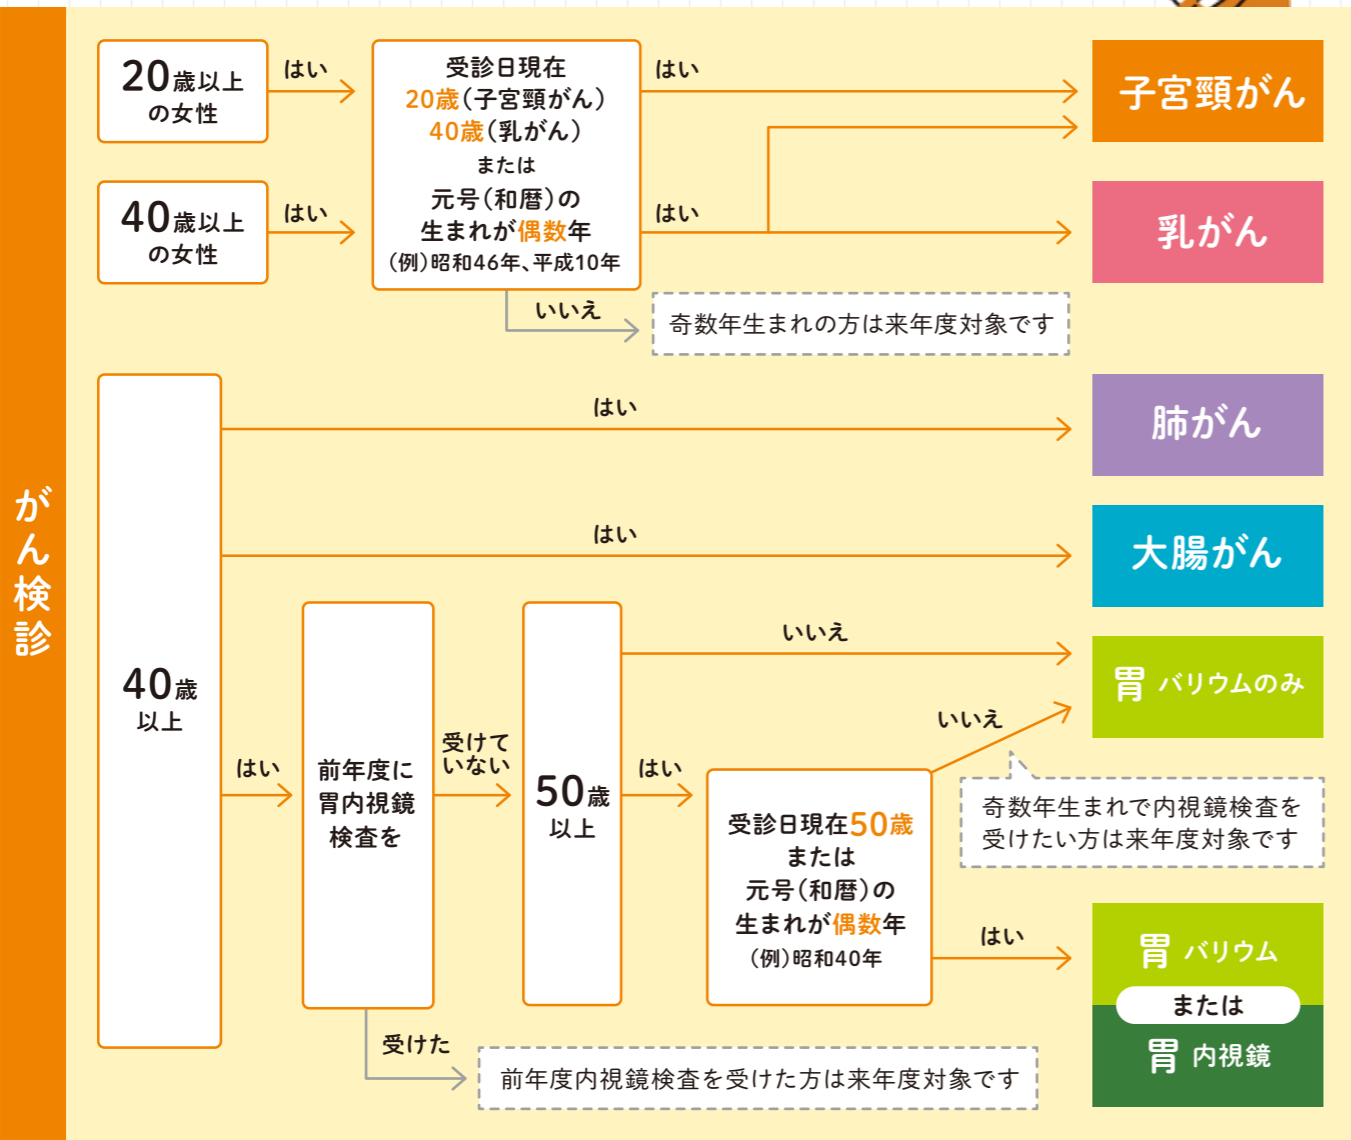 がん検診
20歳以上
の女性
はい
受診日現在
20歳（子宮頸がん）
40歳（乳がん）
または
元号（和暦）の
生まれが偶数年
（例）昭和46年、平成10年
はい
子宮頸がん
40歳以上
の女性
はい
はい
乳がん
いいえ
奇数年生まれの方は来年度対象です
40歳
以上
はい
肺がん
はい
大腸がん
はい
前年度に
胃内視鏡
検査を
受けて
いない
50歳
以上
いいえ
胃 バリウムのみ
はい
受診日現在50歳
または
元号（和暦）の
生まれが偶数年
（例）昭和40年
いいえ
奇数年生まれで内視鏡検査を
受けたい方は来年度対象です
はい
胃 バリウム
または
胃 内視鏡
受けた
前年度内視鏡検査を受けた方は来年度対象です